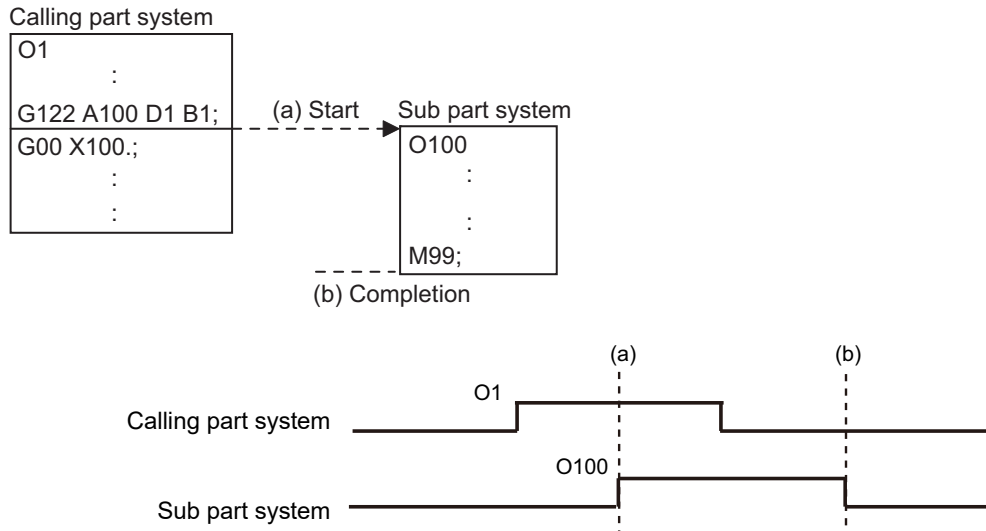 Calling part system
O1
:
G122 A100 D1 B1;
(a) Start
Sub part system
G00 X100.;
:
:
O100
:
:
M99;
(b) Completion
(a)
(b)
O1
Calling part system
O100
Sub part system